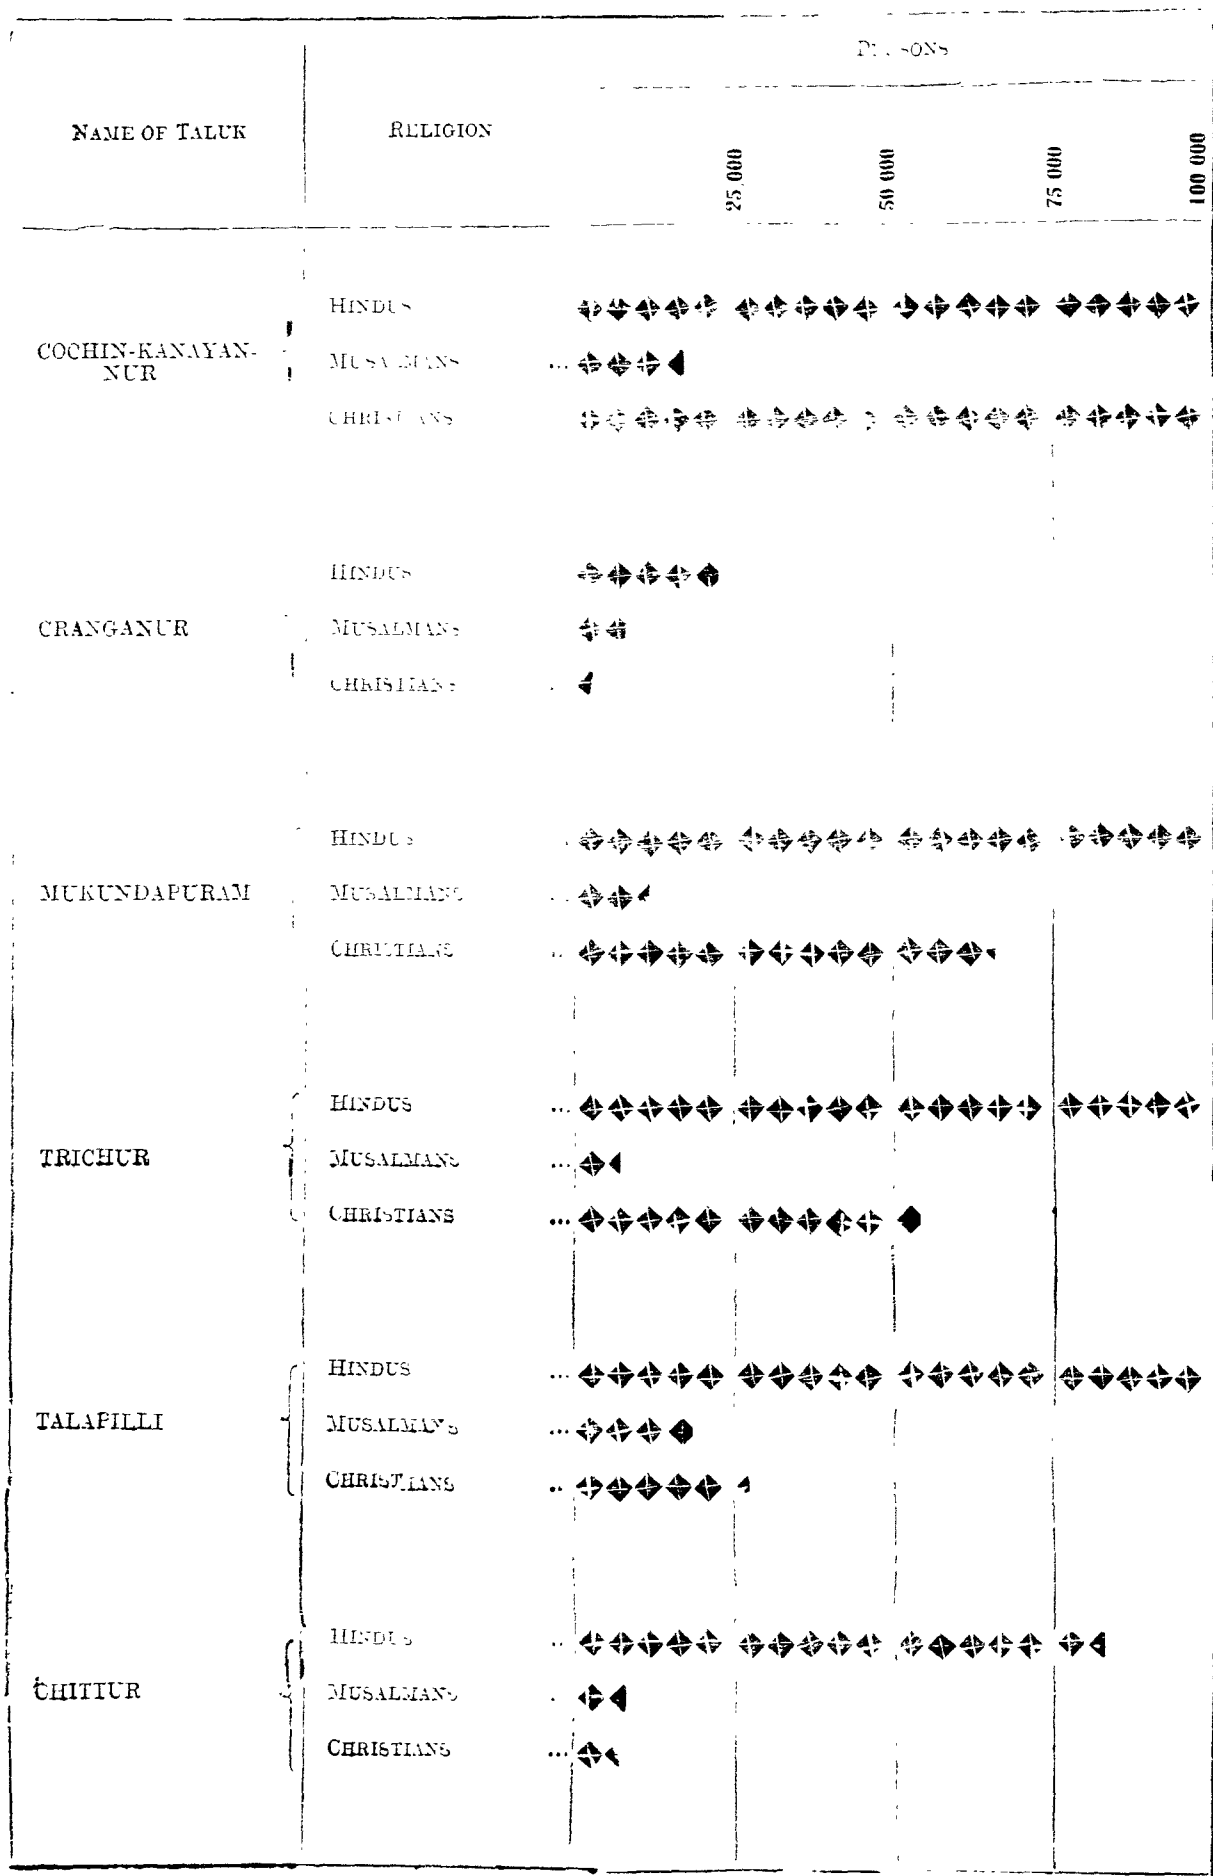 PERSONS
NAME OF TALUK
RELIGION
25,000
50 000
75 000
100 000
HINDUS
COCHIN-KANAYAN-
NUR
MUSALMANS ...
CHRISTIANS
HINDUS
CRANGANUR
MUSALMANS
CHRISTIANS .
HINDUS .
MUKUNDAPURAM
MUSALMANS ..
CHRISTIANS ..
HINDUS ...
TRICHUR
MUSALMANS ...
CHRISTIANS ...
HINDUS ...
TALAPILLI
MUSALMANS ...
CHRISTIANS ..
HINDUS ..
CHITTUR
MUSALMANS .
CHRISTIANS ...